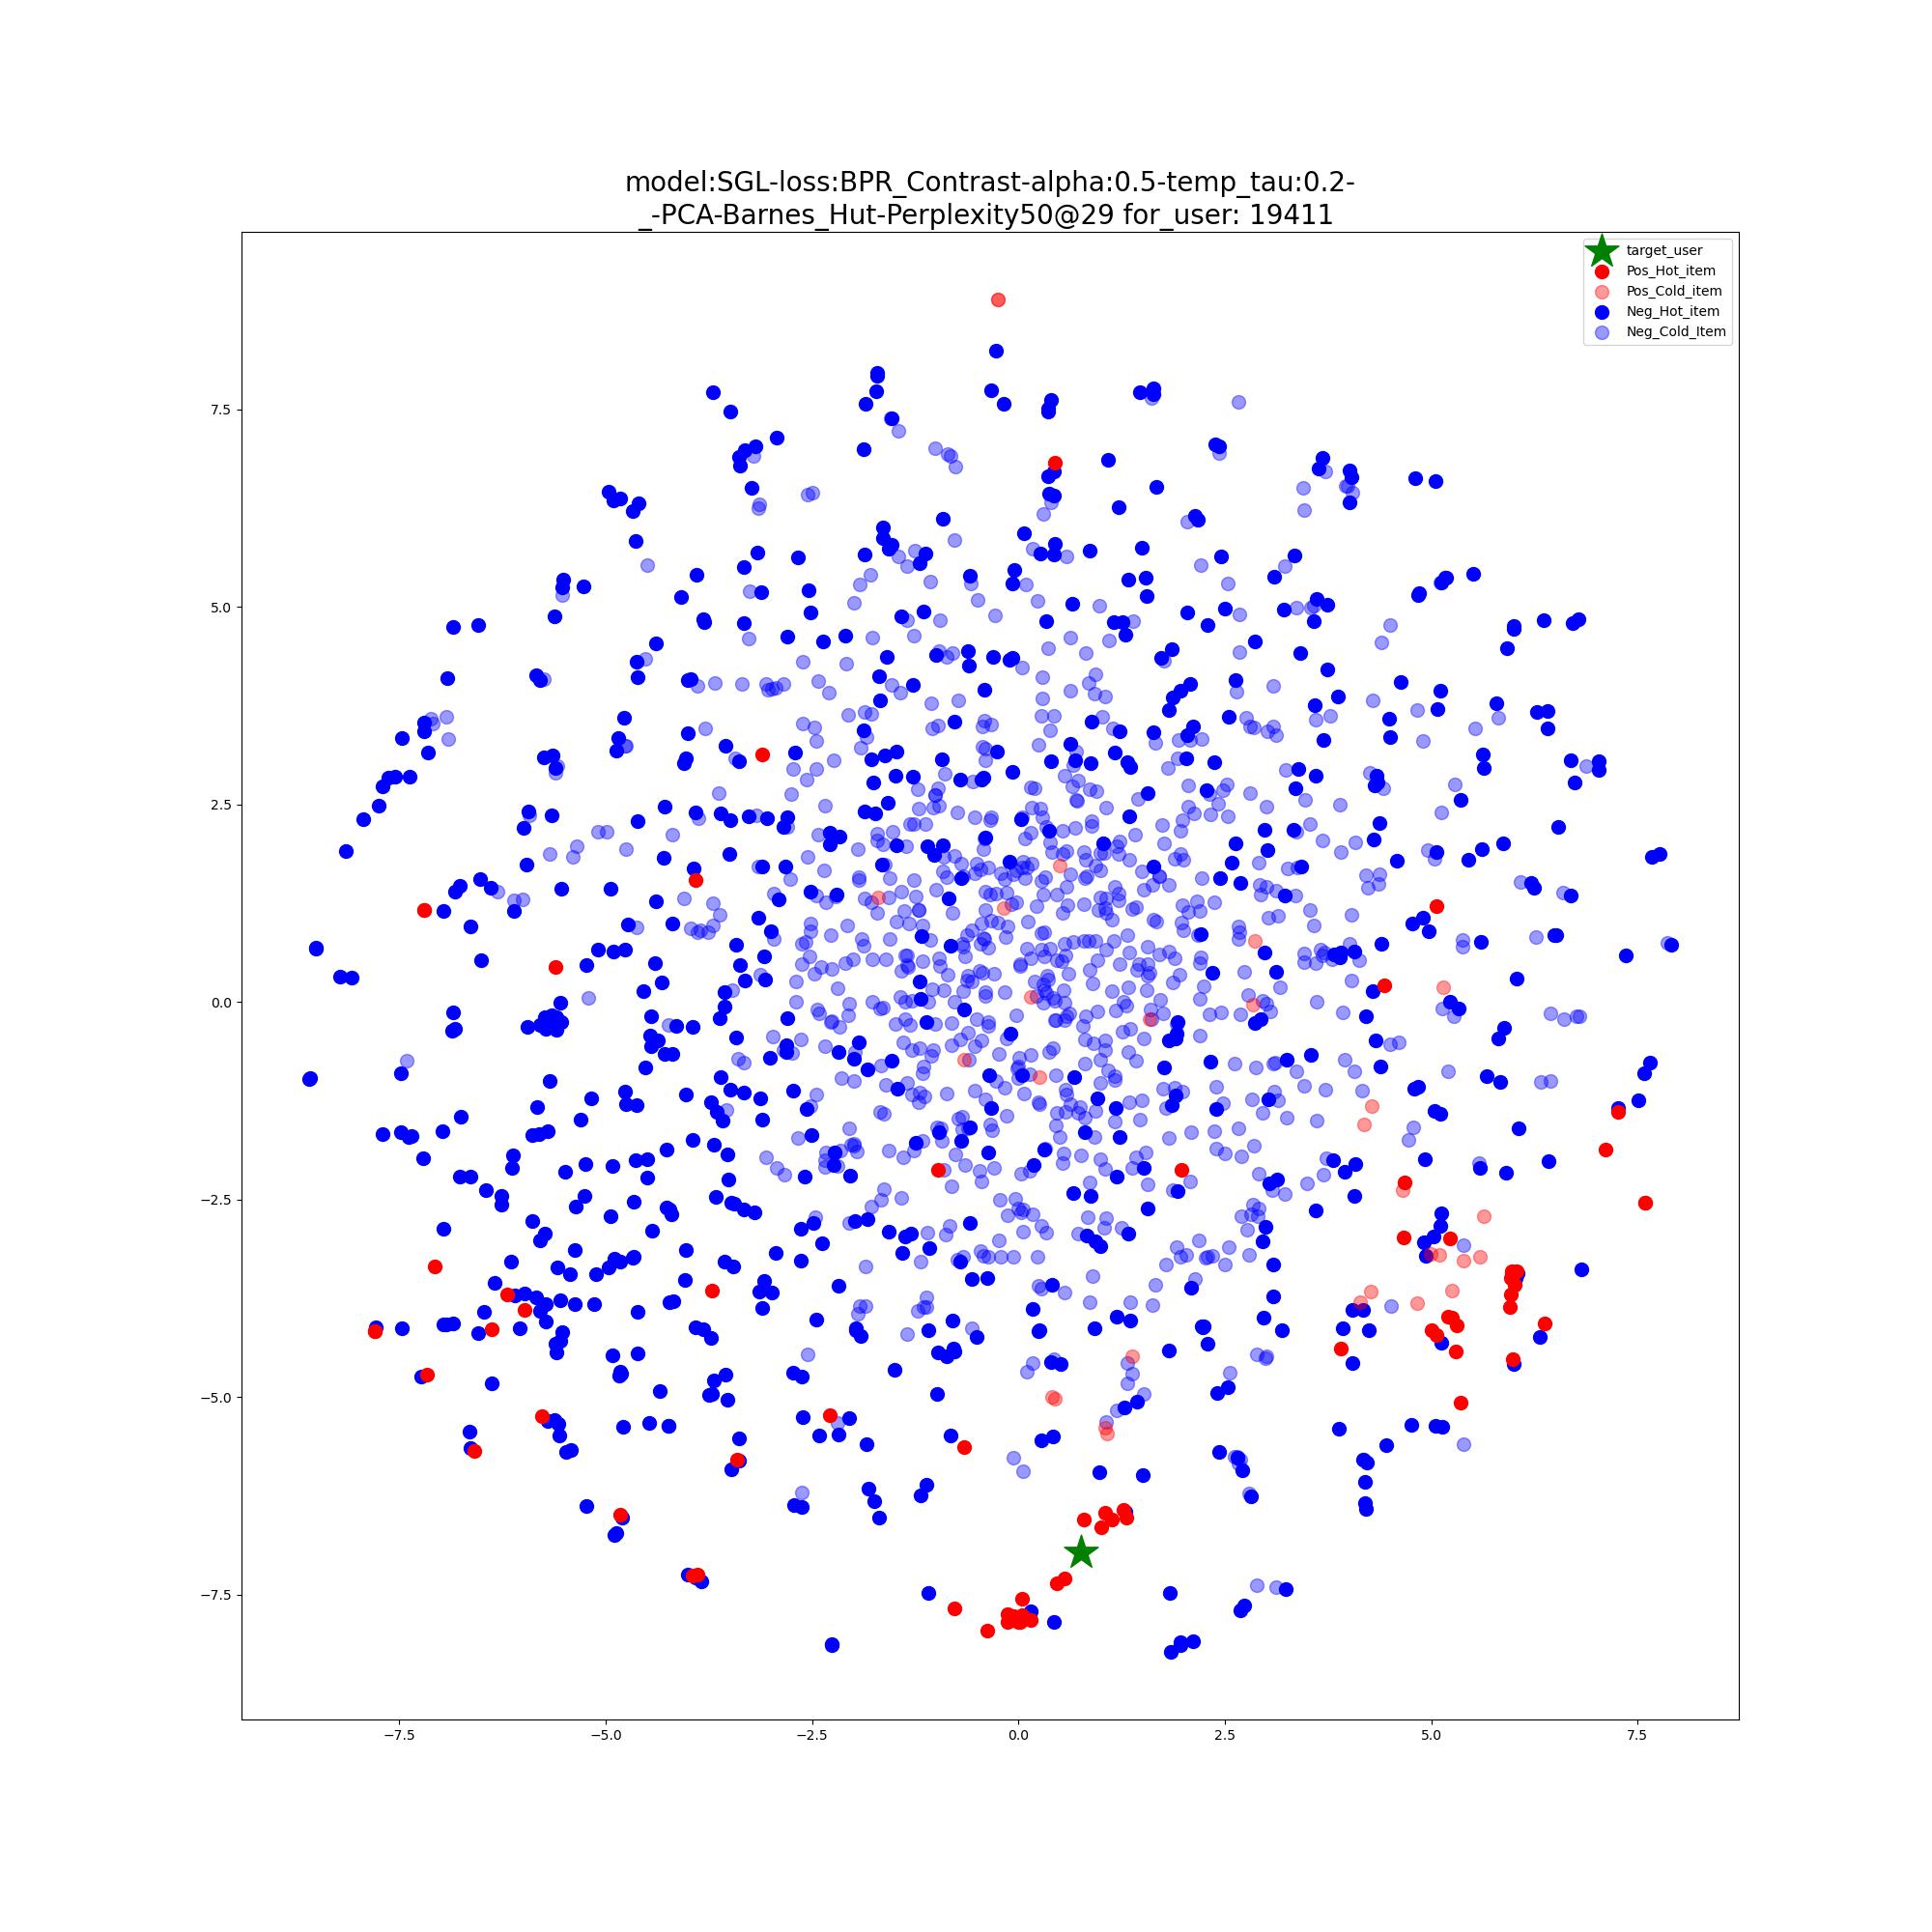 model:SGL-loss:BPR_Contrast-alpha:0.5-temp_tau:0.2-
_-PCA-Barnes_Hut-Perplexity50@29 for_user: 19411
target_user
Pos_Hot_item
Pos_Cold_item
Neg_Hot_item
Neg_Cold_Item
7.5
5.0
2.5
0.0
−2.5
−5.0
−7.5
−7.5 −5.0 −2.5 0.0 2.5 5.0 7.5